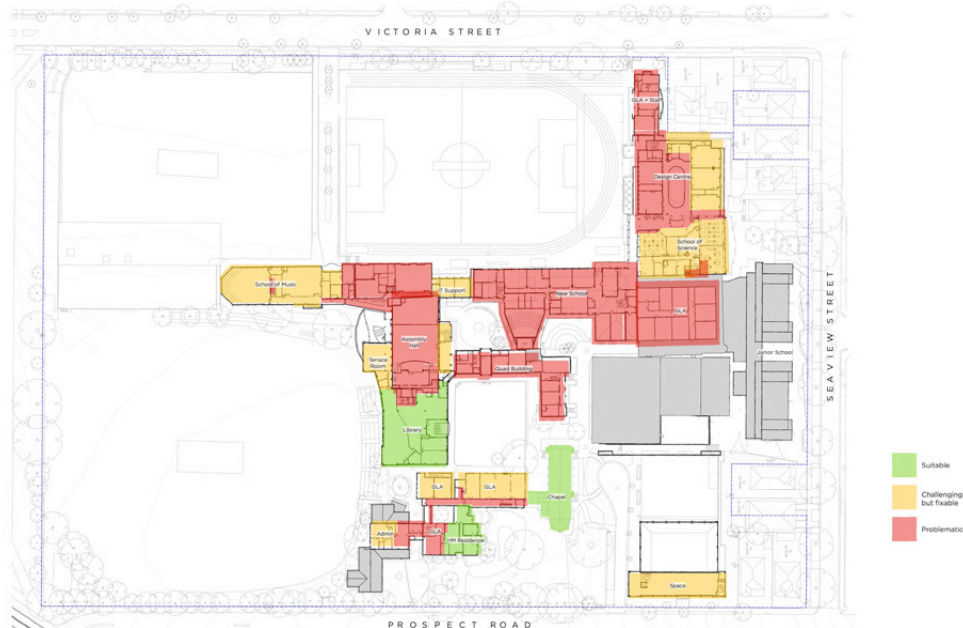 VICTORIA STREET
GLA + Staff
Design Centre
School of
Science
School of Music
IT Support
New School
GLA
Assembly
Hall
Terrace
Room
Quad Building
Junior School
SEAVIEW STREET
Library
GLA
GLA
Chapel
Admin
GLA
HM Residence
Space
Suitable
Challenging
but fixable
Problematic
PROSPECT ROAD